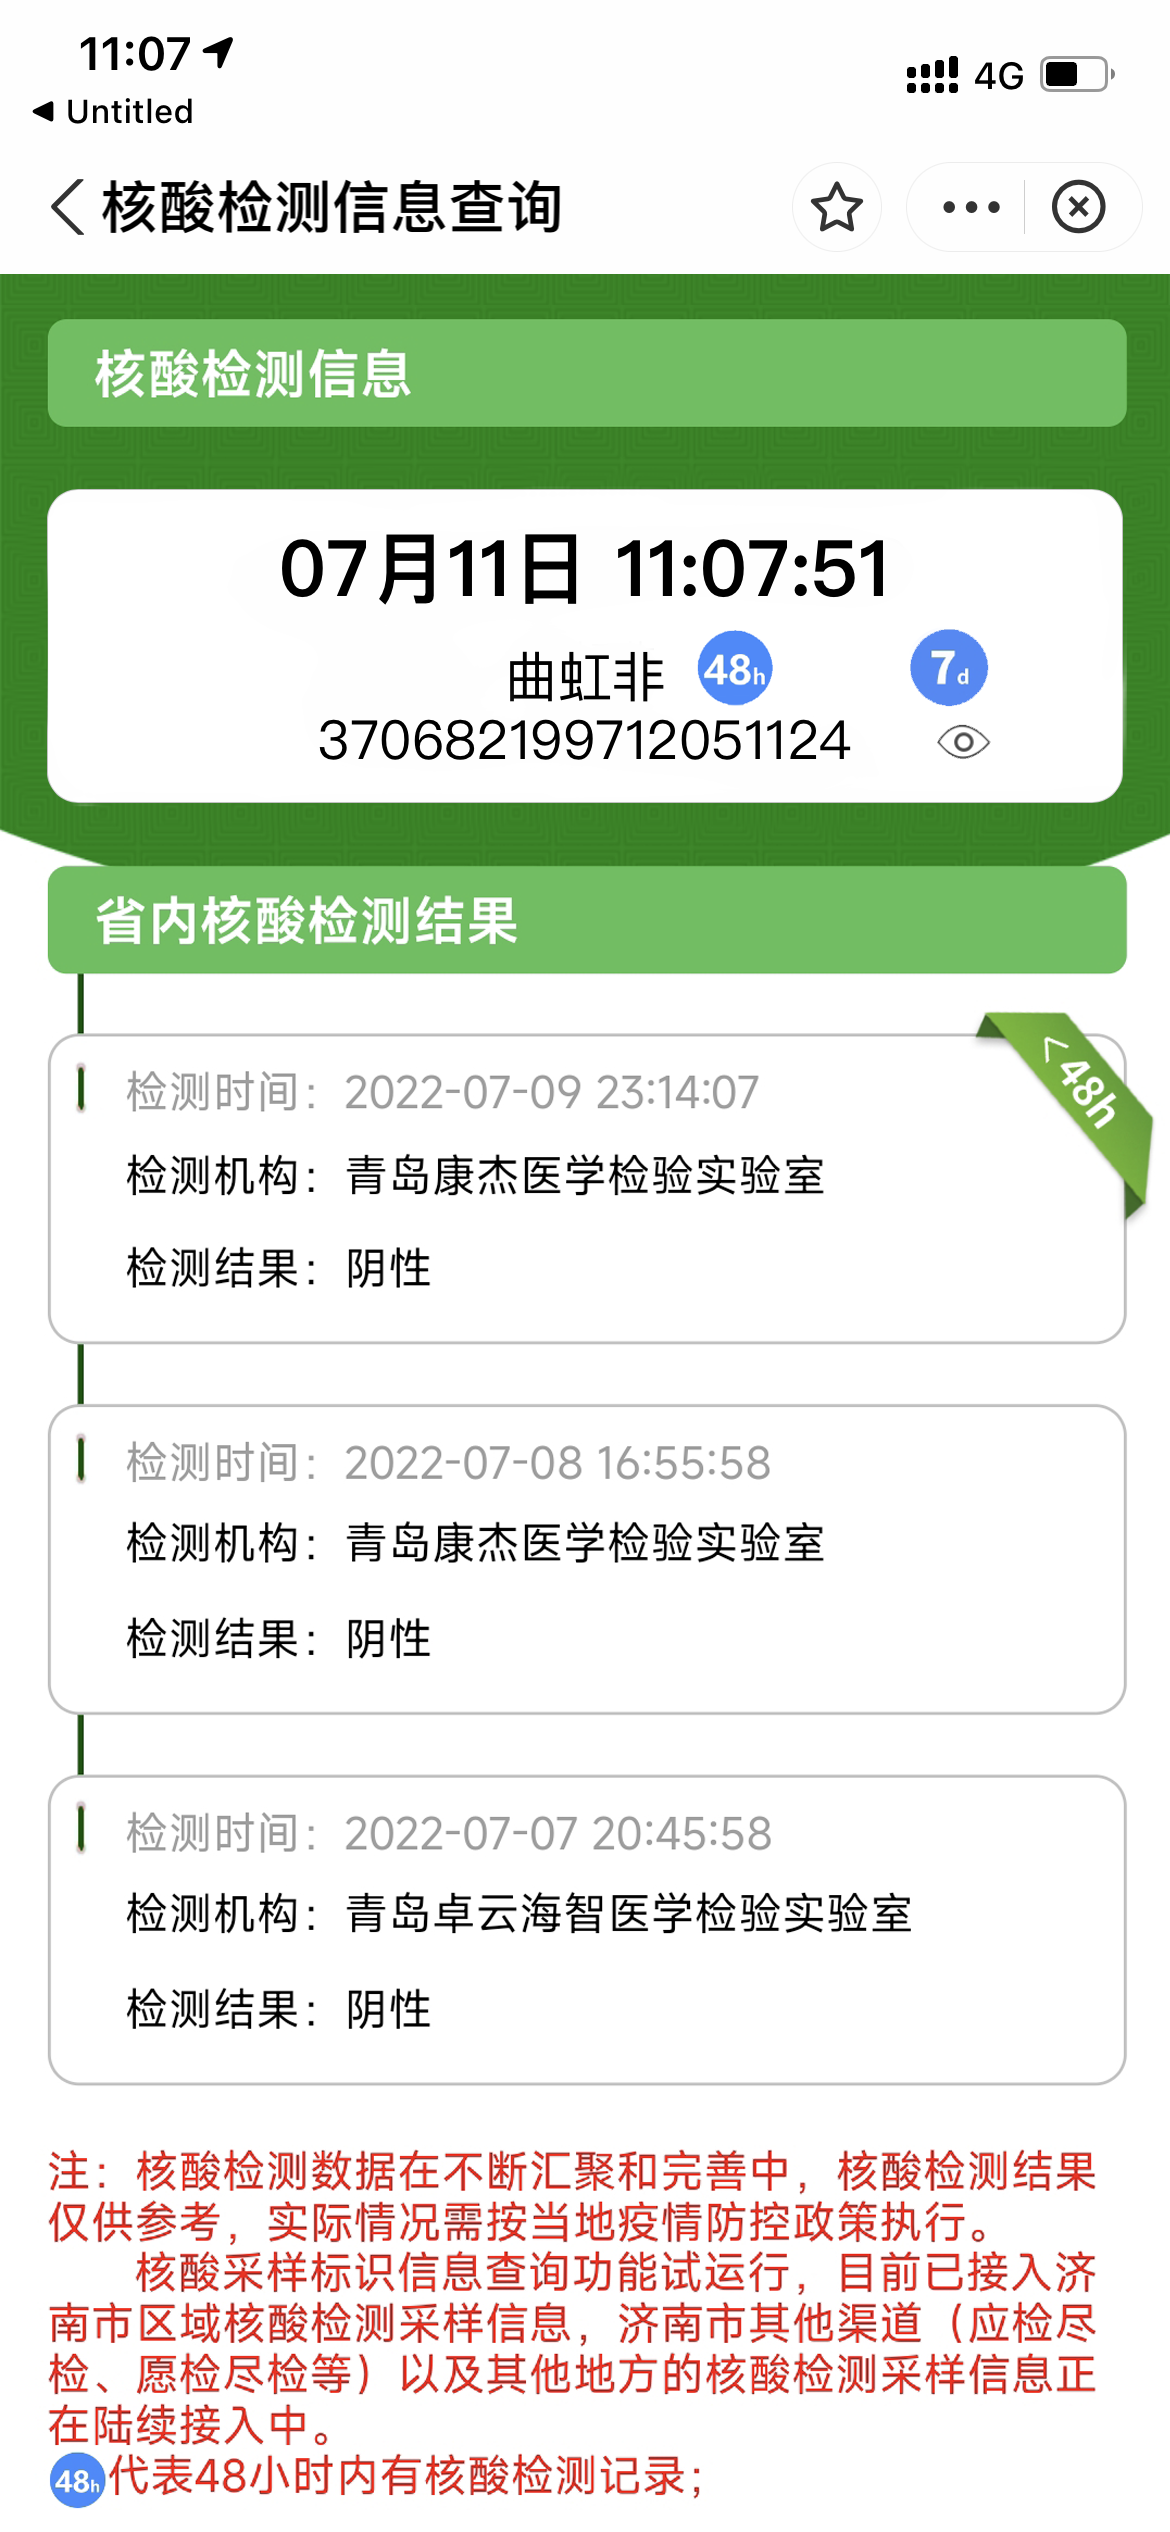 11:07
4G
Untitled
核酸检测信息查询
核酸检测信息
07月11日 11:07:51
曲虹非 48h 7d
370682199712051124
省内核酸检测结果
<48h
检测时间：2022-07-09 23:14:07
检测机构：青岛康杰医学检验实验室
检测结果：阴性
检测时间：2022-07-08 16:55:58
检测机构：青岛康杰医学检验实验室
检测结果：阴性
检测时间：2022-07-07 20:45:58
检测机构：青岛卓云海智医学检验实验室
检测结果：阴性
注：核酸检测数据在不断汇聚和完善中，核酸检测结果
仅供参考，实际情况需按当地疫情防控政策执行。
核酸采样标识信息查询功能试运行，目前已接入济
南市区域核酸检测采样信息，济南市其他渠道（应检尽
检、愿检尽检等）以及其他地方的核酸检测采样信息正
在陆续接入中。
48h代表48小时内有核酸检测记录；